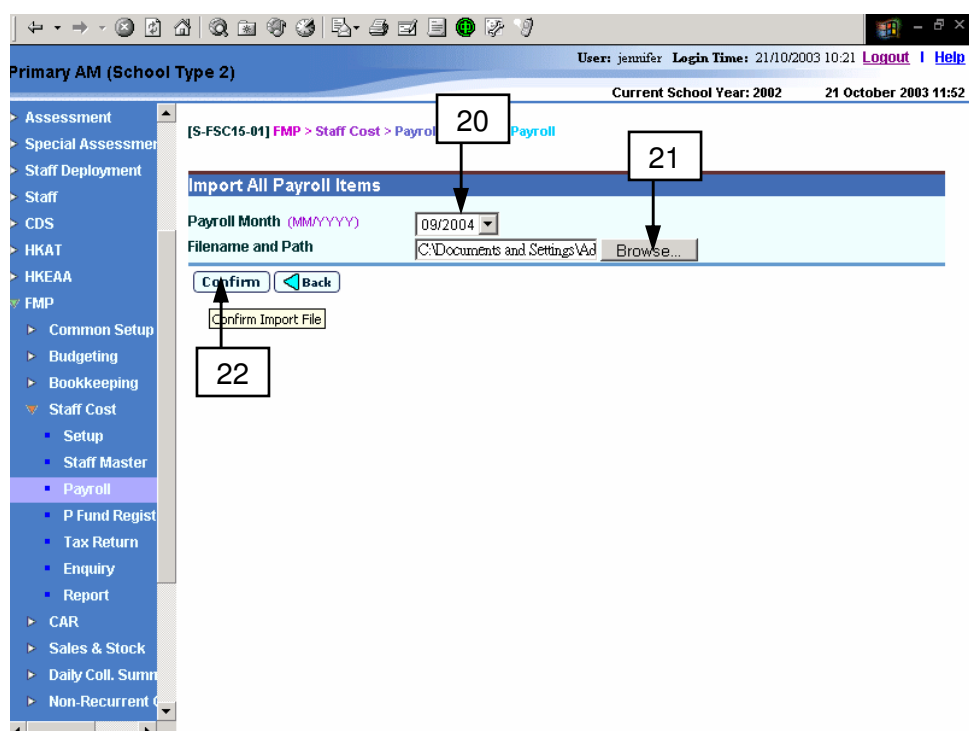 User: jennifer Login Time: 21/10/2003 10:21 Logout | Help
Primary AM (School Type 2)
Current School Year: 2002 21 October 2003 11:52
Assessment
Special Assessmen
Staff Deployment
Staff
CDS
HKAT
HKEAA
FMP
Common Setup
Budgeting
Bookkeeping
Staff Cost
Setup
Staff Master
Payroll
P Fund Regist
Tax Return
Enquiry
Report
CAR
Sales & Stock
Daily Coll. Summ
Non-Recurrent
[S-FSC15-01] FMP > Staff Cost > Payrol Payroll
20
21
Import All Payroll Items
Payroll Month (MM/YYYY) 09/2004
Filename and Path C:\Documents and Settings\Ad Browse...
Confirm Back
Confirm Import File
22